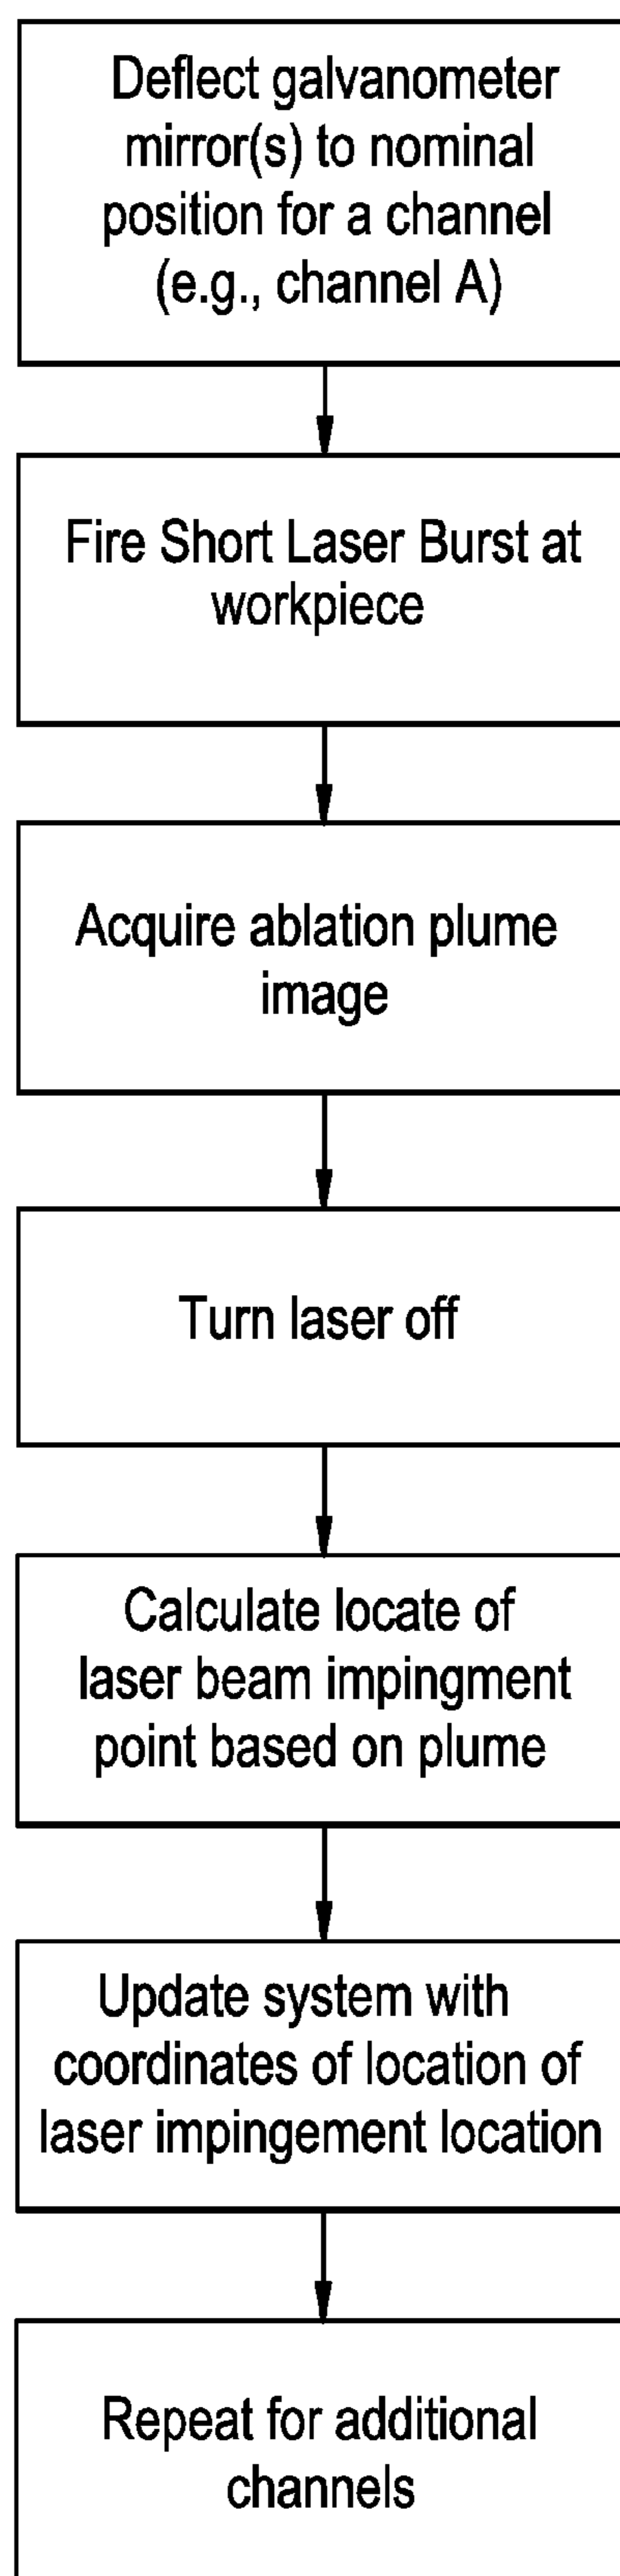 Deflect galvanometer
mirror(s) to nominal
position for a channel
(e.g., channel A)
Fire Short Laser Burst at
workpiece
Acquire ablation plume
image
Turn laser off
Calculate locate of
laser beam impingment
point based on plume
Update system with
coordinates of location of
laser impingement location
Repeat for additional
channels